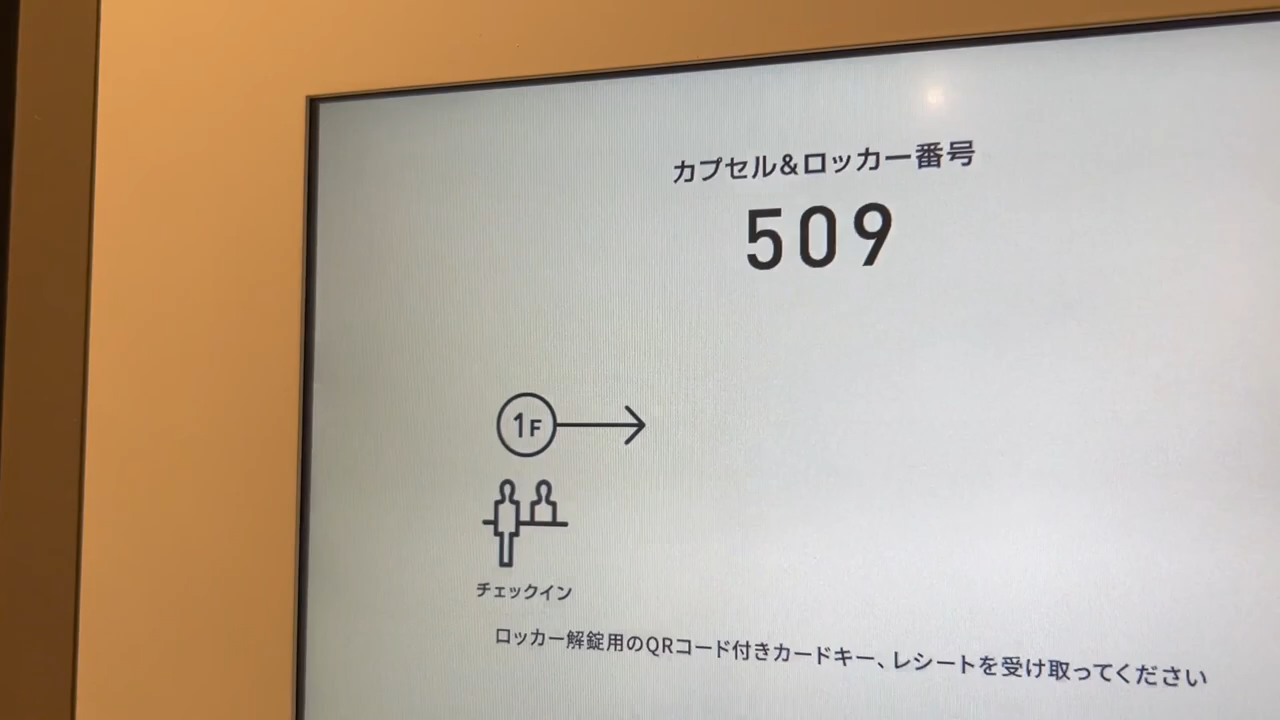 カプセル&ロッカー番号
509
1F
チェックイン
ロッカー解錠用のQRコード付きカードキー、レシートを受け取ってください